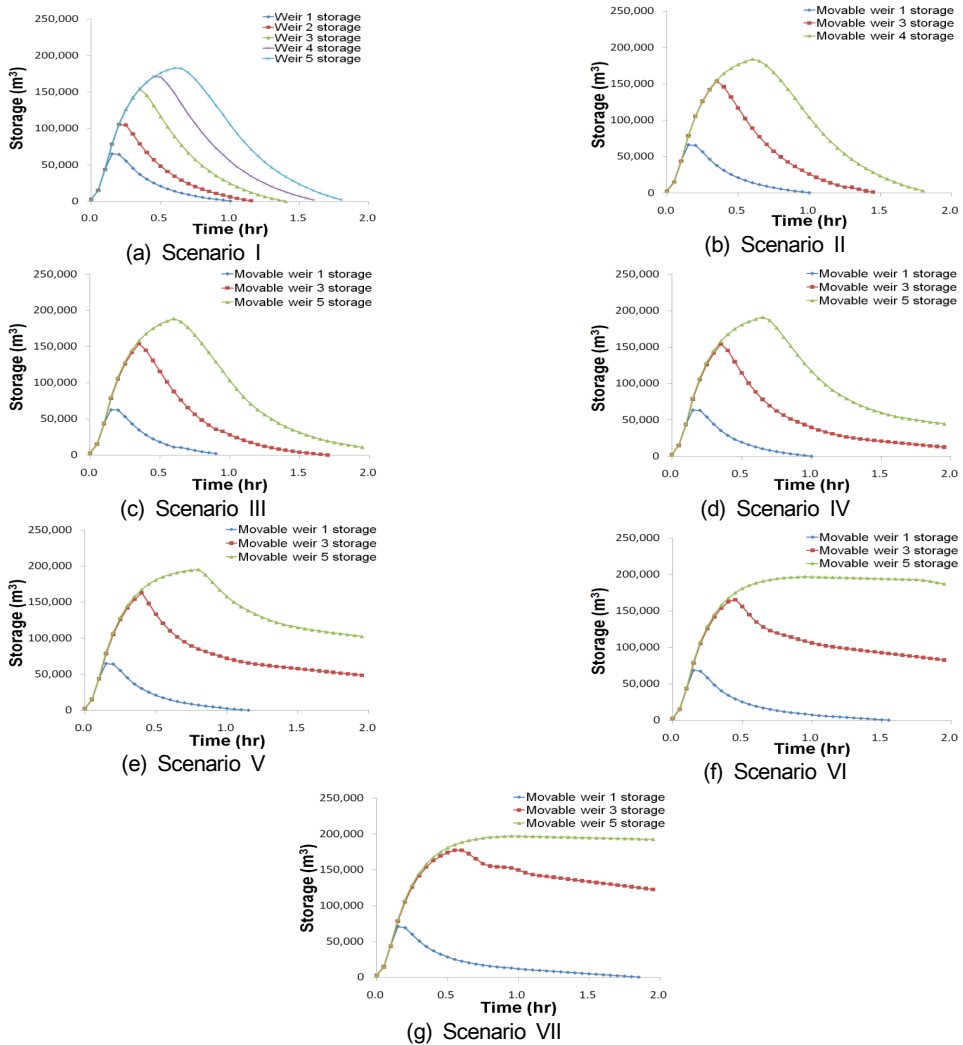 250,000
200,000
150,000
100,000
50,000
0
Storage (m³)
Weir 1 storage
Weir 2 storage
Weir 3 storage
Weir 4 storage
Weir 5 storage
0.0 0.5 1.0 1.5 2.0
Time (hr)
(a) Scenario I
250,000
200,000
150,000
100,000
50,000
0
Storage (m³)
Movable weir 1 storage
Movable weir 3 storage
Movable weir 4 storage
0.0 0.5 1.0 1.5 2.0
Time (hr)
(b) Scenario II
250,000
200,000
150,000
100,000
50,000
0
Storage (m³)
Movable weir 1 storage
Movable weir 3 storage
Movable weir 5 storage
0.0 0.5 1.0 1.5 2.0
Time (hr)
(c) Scenario III
250,000
200,000
150,000
100,000
50,000
0
Storage (m³)
Movable weir 1 storage
Movable weir 3 storage
Movable weir 5 storage
0.0 0.5 1.0 1.5 2.0
Time (hr)
(d) Scenario IV
250,000
200,000
150,000
100,000
50,000
0
Storage (m³)
Movable weir 1 storage
Movable weir 3 storage
Movable weir 5 storage
0.0 0.5 1.0 1.5 2.0
Time (hr)
(e) Scenario V
250,000
200,000
150,000
100,000
50,000
0
Storage (m³)
Movable weir 1 storage
Movable weir 3 storage
Movable weir 5 storage
0.0 0.5 1.0 1.5 2.0
Time (hr)
(f) Scenario VI
250,000
200,000
150,000
100,000
50,000
0
Storage (m³)
Movable weir 1 storage
Movable weir 3 storage
Movable weir 5 storage
0.0 0.5 1.0 1.5 2.0
Time (hr)
(g) Scenario VII